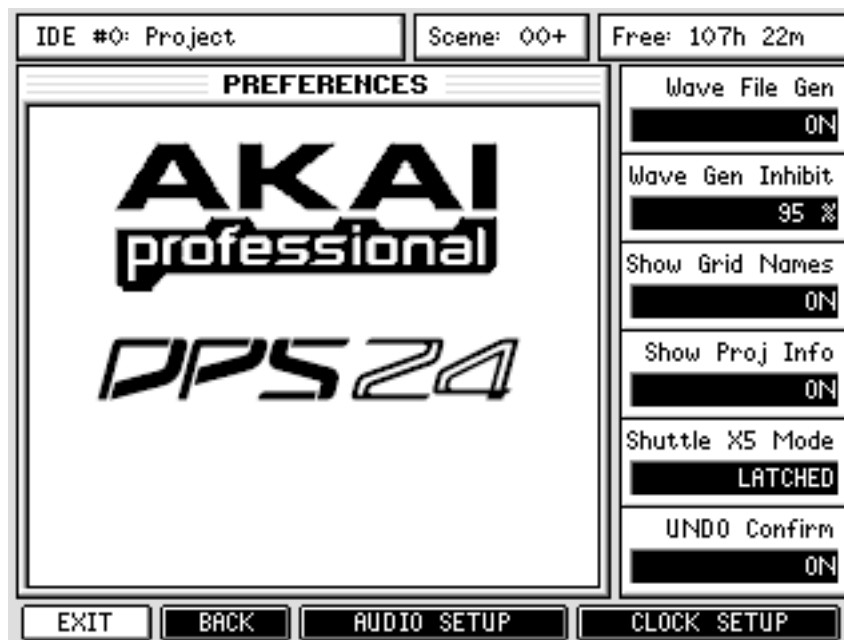 IDE #0: Project
Scene: 00+
Free: 107h 22m
PREFERENCES
AKAI
professional
DPS24
Wave File Gen
ON
Wave Gen Inhibit
95 %
Show Grid Names
ON
Show Proj Info
ON
Shuttle X5 Mode
LATCHED
UNDO Confirm
ON
EXIT
BACK
AUDIO SETUP
CLOCK SETUP